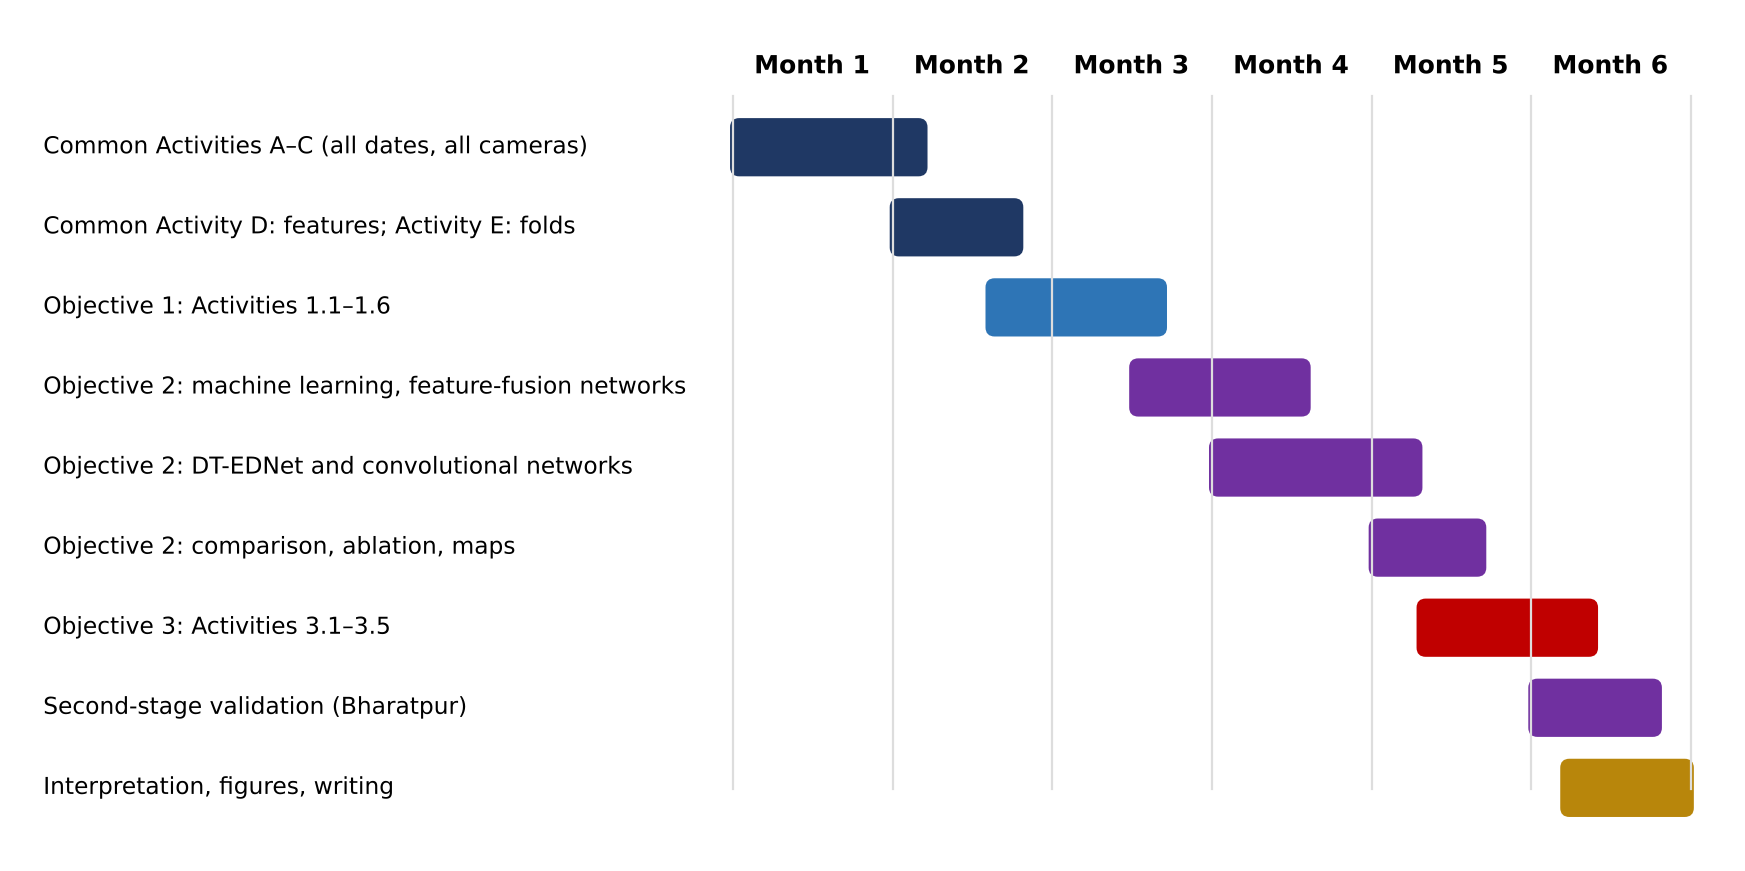 Month 1 Month 2 Month 3 Month 4 Month 5 Month 6
Common Activities A–C (all dates, all cameras)
Common Activity D: features; Activity E: folds
Objective 1: Activities 1.1–1.6
Objective 2: machine learning, feature-fusion networks
Objective 2: DT-EDNet and convolutional networks
Objective 2: comparison, ablation, maps
Objective 3: Activities 3.1–3.5
Second-stage validation (Bharatpur)
Interpretation, figures, writing